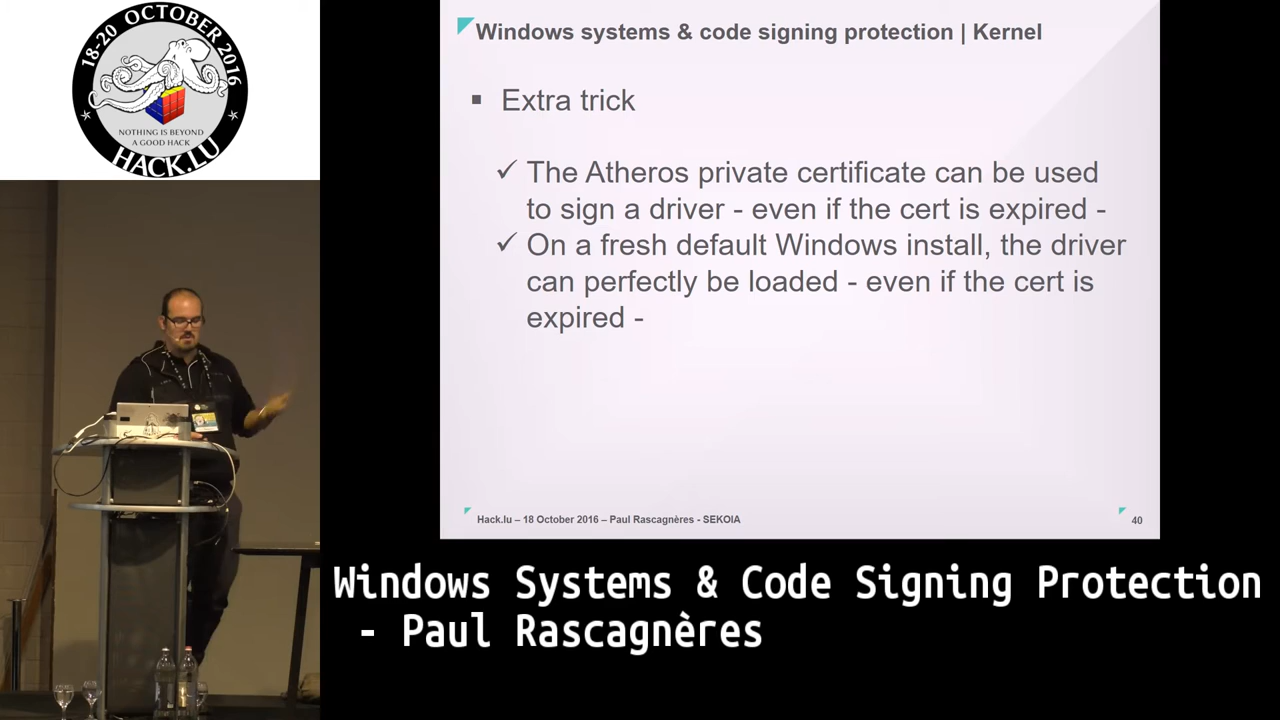 18-20 OCTOBER 2016
NOTHING IS BEYOND
A GOOD HACK
HACK.LU
Windows systems & code signing protection | Kernel
▪ Extra trick
✓ The Atheros private certificate can be used
to sign a driver - even if the cert is expired -
✓ On a fresh default Windows install, the driver
can perfectly be loaded - even if the cert is
expired -
Hack.lu – 18 October 2016 – Paul Rascagnères - SEKOIA
40
Windows Systems & Code Signing Protection
- Paul Rascagnères